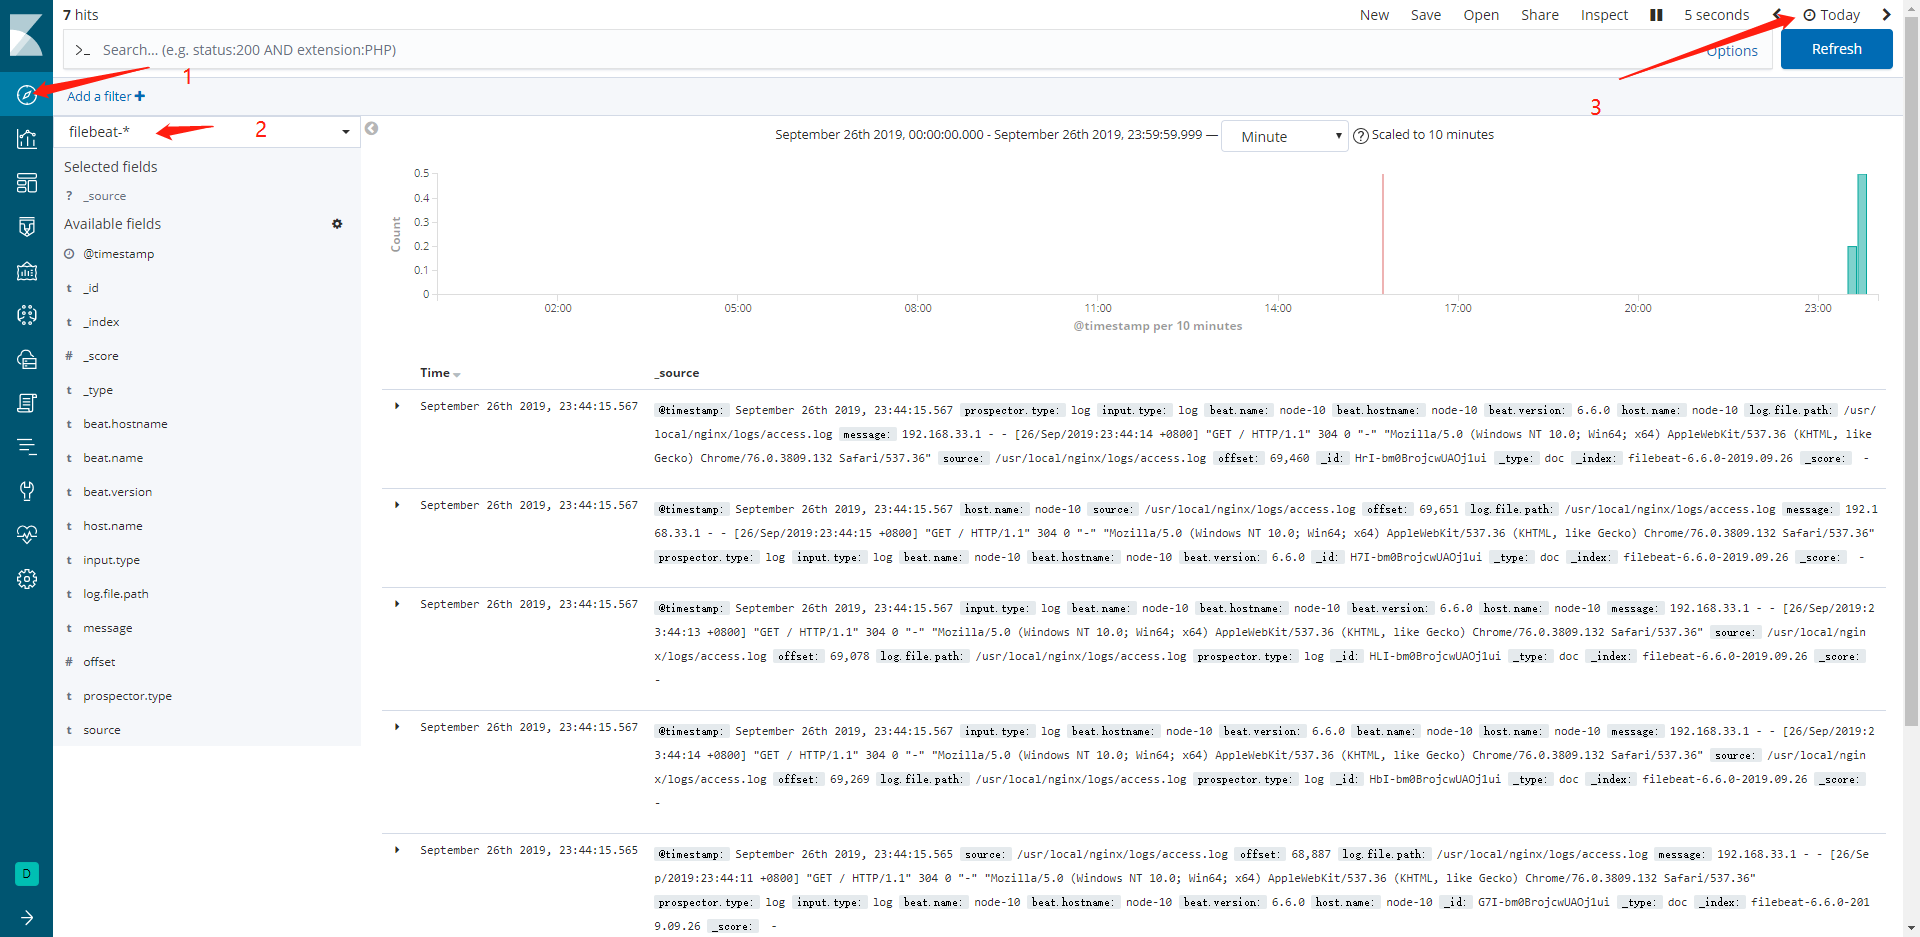 7 hits
New Save Open Share Inspect 5 seconds Today
>_ Search... (e.g. status:200 AND extension:PHP) Options Refresh
1
3
Add a filter
filebeat-* 2
September 26th 2019, 00:00:00.000 - September 26th 2019, 23:59:59.999 — Minute Scaled to 10 minutes
Selected fields
? _source
Available fields
@timestamp
t _id
t _index
# _score
t _type
t beat.hostname
t beat.name
t beat.version
t host.name
t input.type
t log.file.path
t message
# offset
t prospector.type
t source
D
Count
0.5
0.4
0.3
0.2
0.1
0
02:00 05:00 08:00 11:00 14:00 17:00 20:00 23:00
@timestamp per 10 minutes
Time _source
September 26th 2019, 23:44:15.567 @timestamp: September 26th 2019, 23:44:15.567 prospector.type: log input.type: log beat.name: node-10 beat.hostname: node-10 beat.version: 6.6.0 host.name: node-10 log.file.path: /usr/
local/nginx/logs/access.log message: 192.168.33.1 - - [26/Sep/2019:23:44:14 +0800] "GET / HTTP/1.1" 304 0 "-" "Mozilla/5.0 (Windows NT 10.0; Win64; x64) AppleWebKit/537.36 (KHTML, like
Gecko) Chrome/76.0.3809.132 Safari/537.36" source: /usr/local/nginx/logs/access.log offset: 69,460 _id: HrI-bm0BrojcwUAOj1ui _type: doc _index: filebeat-6.6.0-2019.09.26 _score: -
September 26th 2019, 23:44:15.567 @timestamp: September 26th 2019, 23:44:15.567 host.name: node-10 source: /usr/local/nginx/logs/access.log offset: 69,651 log.file.path: /usr/local/nginx/logs/access.log message: 192.1
68.33.1 - - [26/Sep/2019:23:44:15 +0800] "GET / HTTP/1.1" 304 0 "-" "Mozilla/5.0 (Windows NT 10.0; Win64; x64) AppleWebKit/537.36 (KHTML, like Gecko) Chrome/76.0.3809.132 Safari/537.36"
prospector.type: log input.type: log beat.name: node-10 beat.hostname: node-10 beat.version: 6.6.0 _id: H7I-bm0BrojcwUAOj1ui _type: doc _index: filebeat-6.6.0-2019.09.26 _score: -
September 26th 2019, 23:44:15.567 @timestamp: September 26th 2019, 23:44:15.567 input.type: log beat.name: node-10 beat.hostname: node-10 beat.version: 6.6.0 host.name: node-10 message: 192.168.33.1 - - [26/Sep/2019:2
3:44:13 +0800] "GET / HTTP/1.1" 304 0 "-" "Mozilla/5.0 (Windows NT 10.0; Win64; x64) AppleWebKit/537.36 (KHTML, like Gecko) Chrome/76.0.3809.132 Safari/537.36" source: /usr/local/ngin
x/logs/access.log offset: 69,078 log.file.path: /usr/local/nginx/logs/access.log prospector.type: log _id: HLI-bm0BrojcwUAOj1ui _type: doc _index: filebeat-6.6.0-2019.09.26 _score:
-
September 26th 2019, 23:44:15.567 @timestamp: September 26th 2019, 23:44:15.567 input.type: log beat.hostname: node-10 beat.version: 6.6.0 beat.name: node-10 host.name: node-10 message: 192.168.33.1 - - [26/Sep/2019:2
3:44:14 +0800] "GET / HTTP/1.1" 304 0 "-" "Mozilla/5.0 (Windows NT 10.0; Win64; x64) AppleWebKit/537.36 (KHTML, like Gecko) Chrome/76.0.3809.132 Safari/537.36" source: /usr/local/ngin
x/logs/access.log offset: 69,269 log.file.path: /usr/local/nginx/logs/access.log prospector.type: log _id: HbI-bm0BrojcwUAOj1ui _type: doc _index: filebeat-6.6.0-2019.09.26 _score:
-
September 26th 2019, 23:44:15.565 @timestamp: September 26th 2019, 23:44:15.565 source: /usr/local/nginx/logs/access.log offset: 68,887 log.file.path: /usr/local/nginx/logs/access.log message: 192.168.33.1 - - [26/Se
p/2019:23:44:11 +0800] "GET / HTTP/1.1" 304 0 "-" "Mozilla/5.0 (Windows NT 10.0; Win64; x64) AppleWebKit/537.36 (KHTML, like Gecko) Chrome/76.0.3809.132 Safari/537.36"
prospector.type: log input.type: log beat.name: node-10 beat.hostname: node-10 beat.version: 6.6.0 host.name: node-10 _id: G7I-bm0BrojcwUAOj1ui _type: doc _index: filebeat-6.6.0-201
9.09.26 _score: -